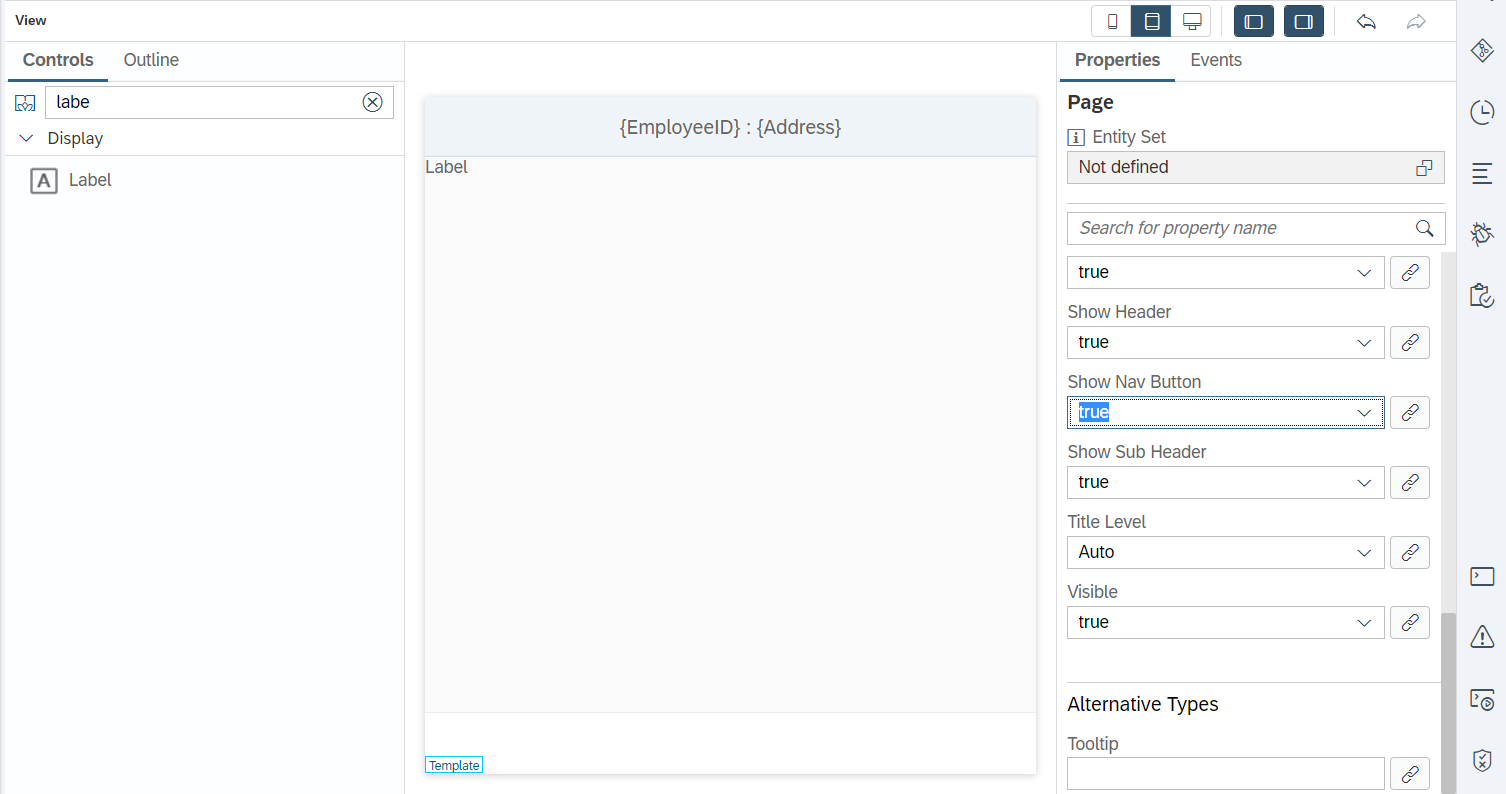 View
Controls
Outline
labe
Display
A Label
{EmployeeID} : {Address}
Label
Template
Properties
Events
Page
i Entity Set
Not defined
Search for property name
true
Show Header
true
Show Nav Button
true
Show Sub Header
true
Title Level
Auto
Visible
true
Alternative Types
Tooltip